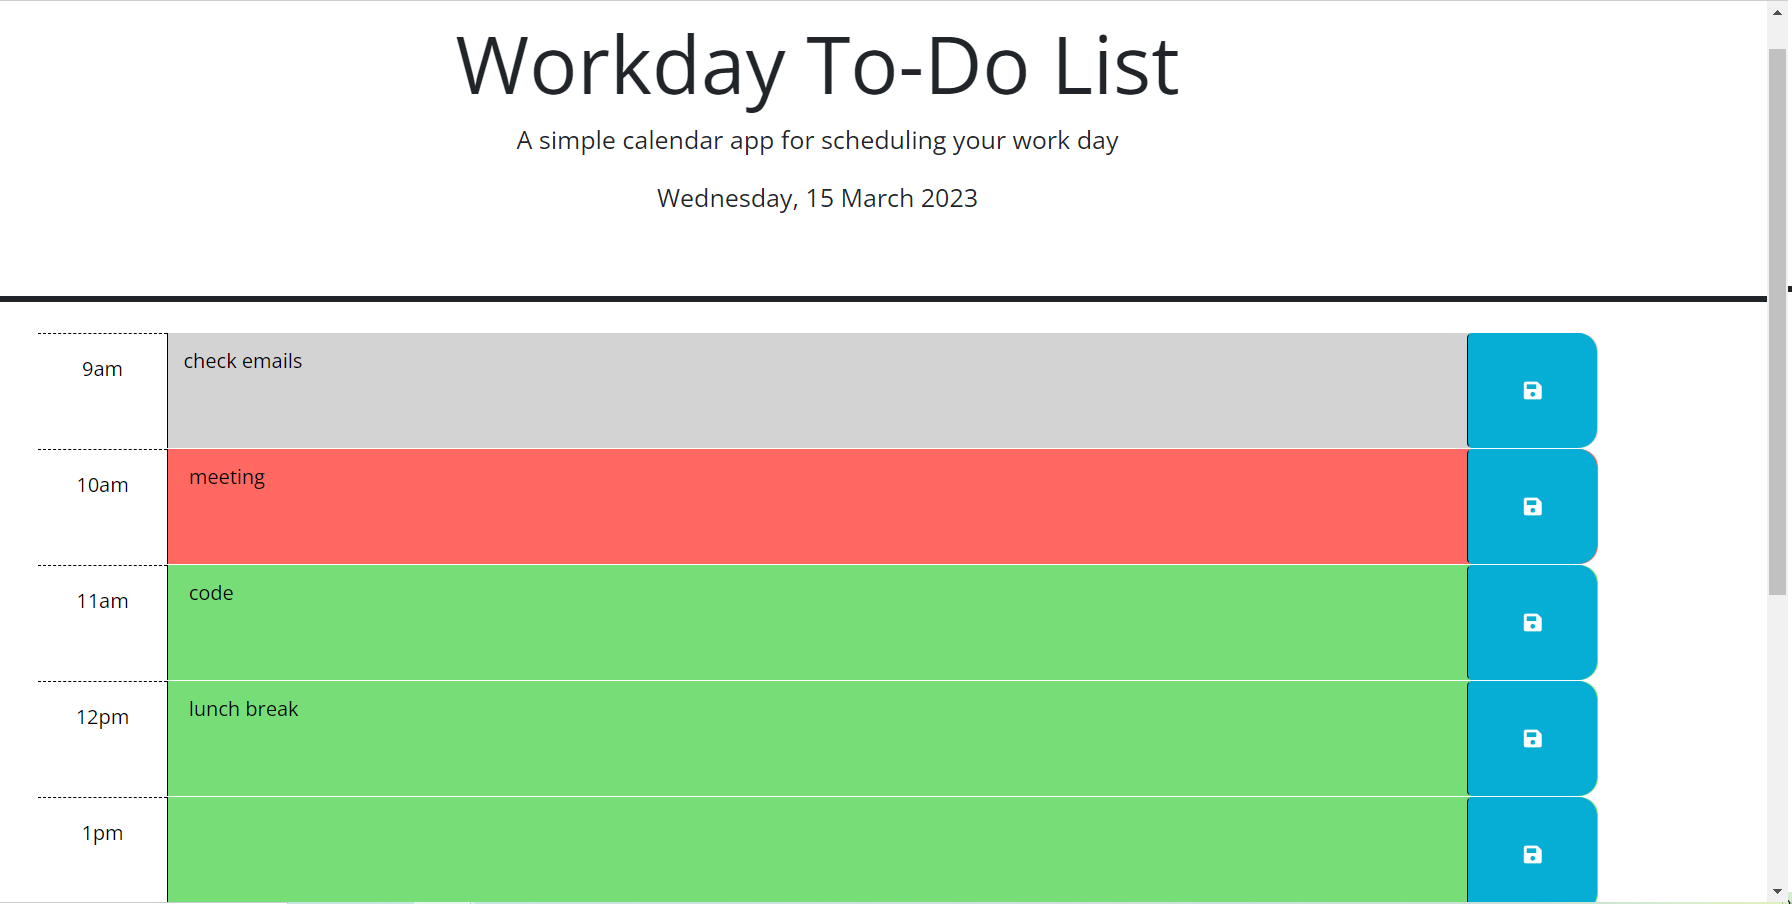 Workday To-Do List
A simple calendar app for scheduling your work day
Wednesday, 15 March 2023
9am
check emails
10am
meeting
11am
code
12pm
lunch break
1pm